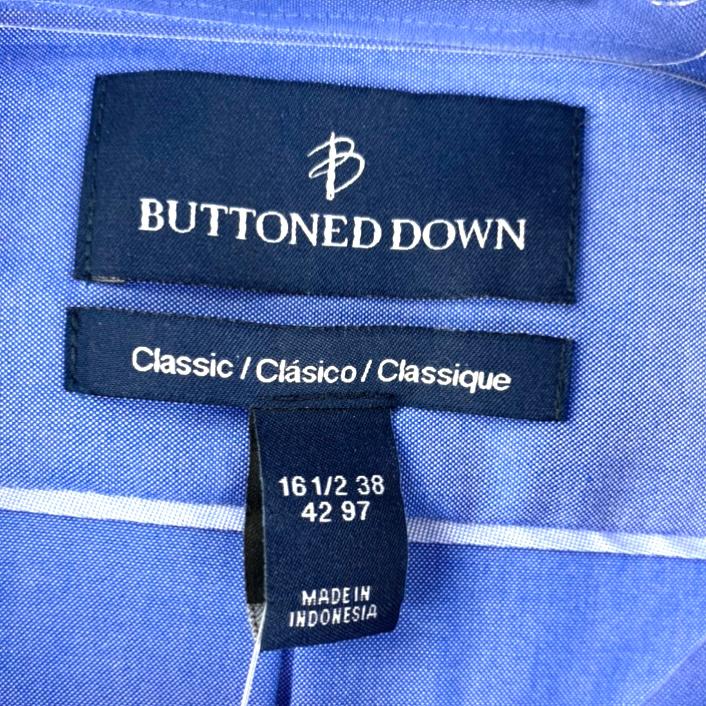 B
BUTTONED DOWN
Classic / Clásico / Classique
16 1/2 38
42 97
MADE IN
INDONESIA